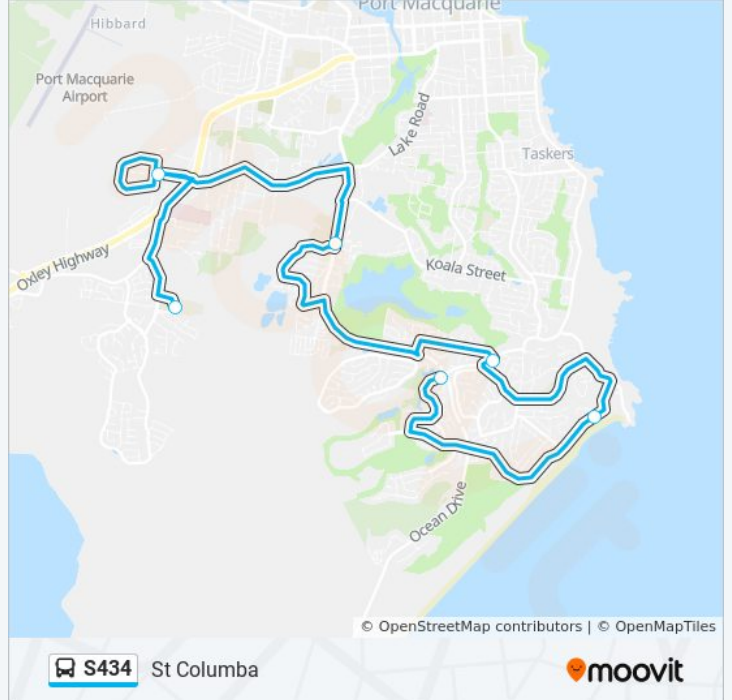 Port Macquarie
Hibbard
Port Macquarie
Airport
Lake Road
Taskers
Oxley Highway
Koala Street
Ocean Drive
© OpenStreetMap contributors | © OpenMapTiles
S434 St Columba
moovit